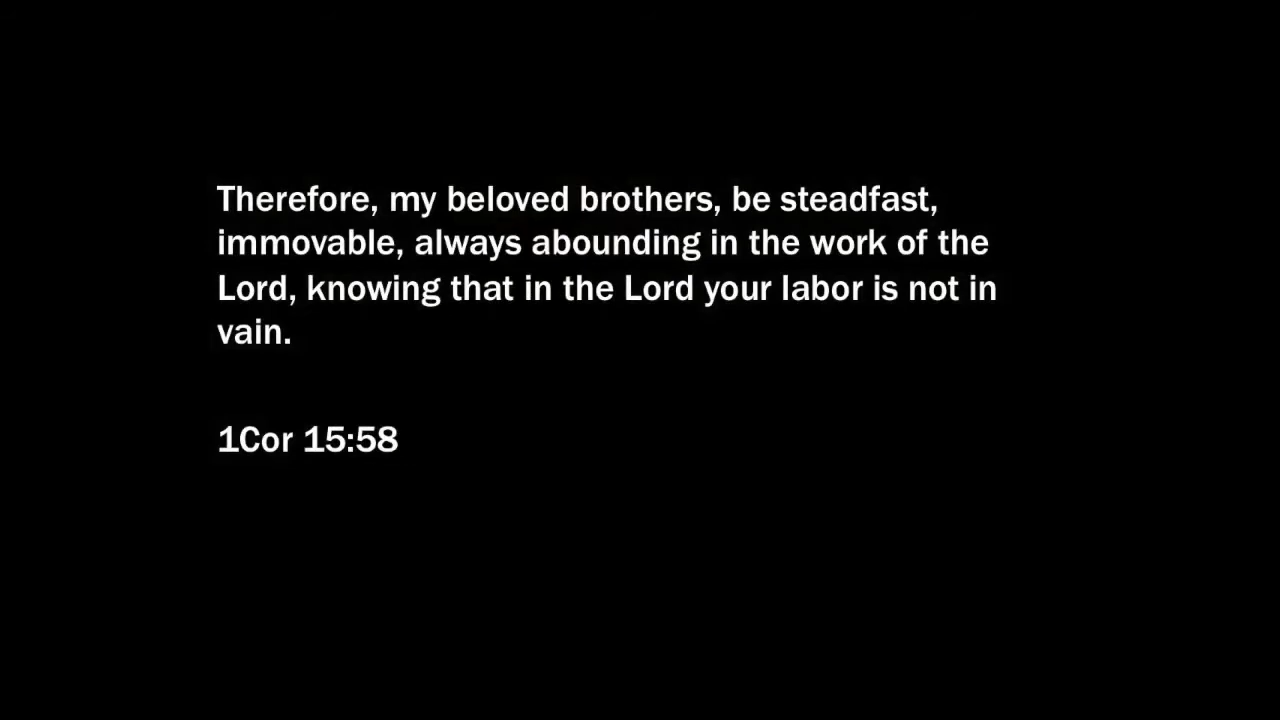 Therefore, my beloved brothers, be steadfast,
immovable, always abounding in the work of the
Lord, knowing that in the Lord your labor is not in
vain.
1Cor 15:58